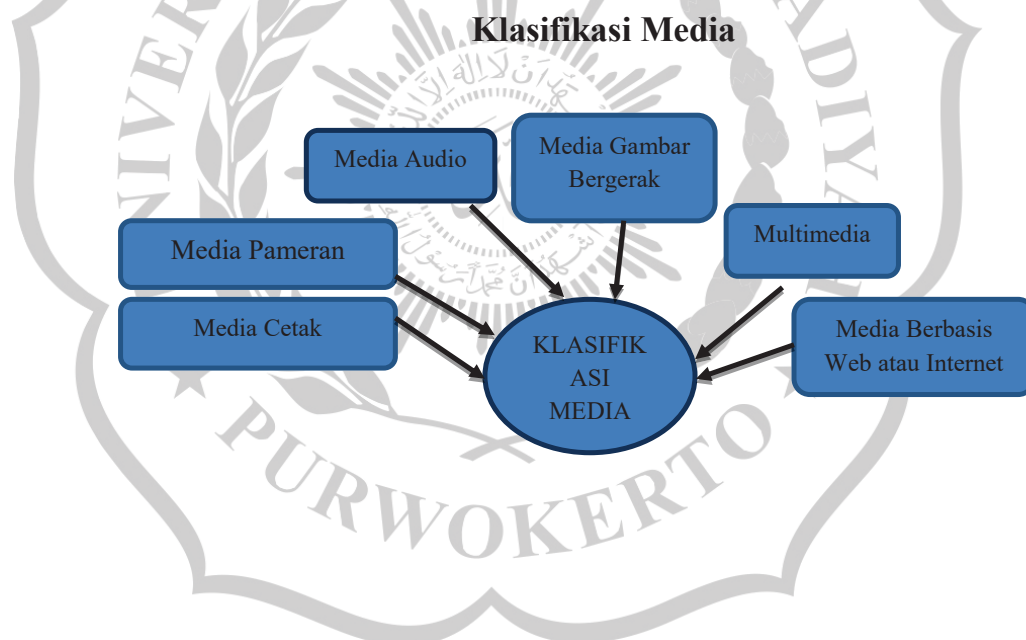 Klasifikasi Media
Media Audio
Media Gambar
Bergerak
Multimedia
Media Pameran
Media Cetak
Media Berbasis
Web atau Internet
KLASIFIK
ASI
MEDIA
PURWOKERTO